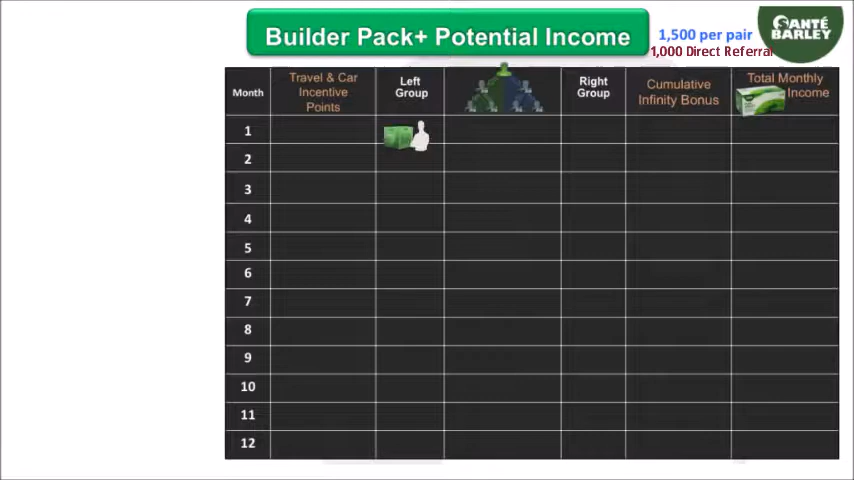 Builder Pack+ Potential Income
1,500 per pair
1,000 Direct Referral
SANTÉ
BARLEY
Month
Travel & Car
Incentive
Points
Left
Group
Right
Group
Cumulative
Infinity Bonus
Total Monthly
Income
1
2
3
4
5
6
7
8
9
10
11
12